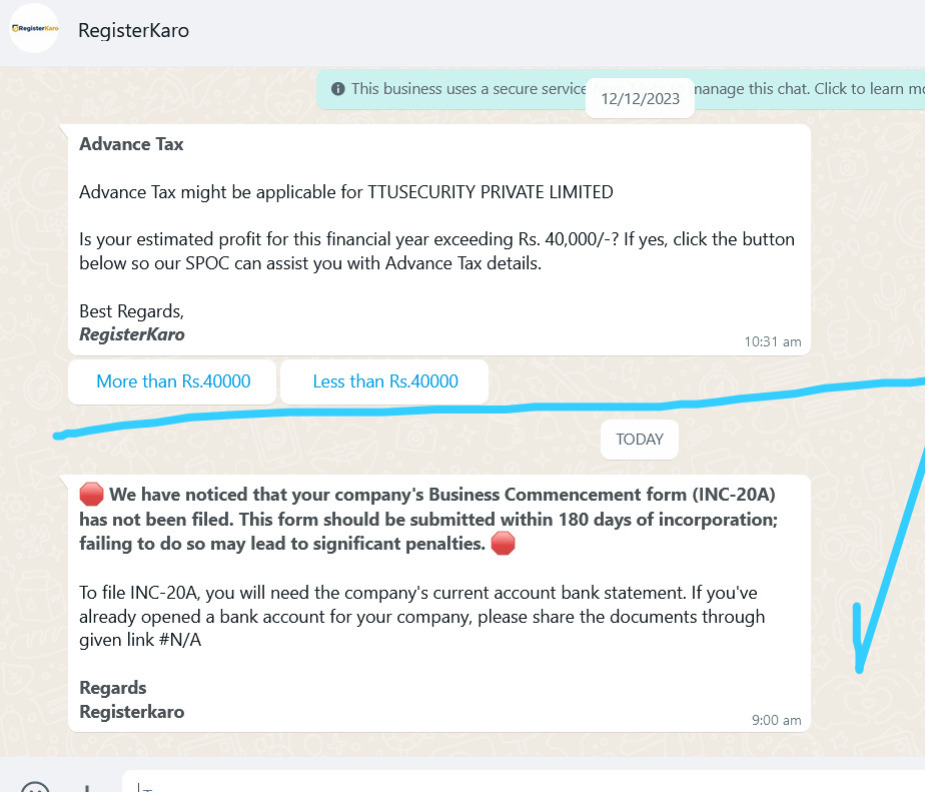 RegisterKaro
RegisterKaro
This business uses a secure service
manage this chat. Click to learn
12/12/2023
Advance Tax
Advance Tax might be applicable for TTUSECURITY PRIVATE LIMITED
Is your estimated profit for this financial year exceeding Rs. 40,000/-? If yes, click the button
below so our SPOC can assist you with Advance Tax details.
Best Regards,
RegisterKaro
10:31 am
More than Rs.40000
Less than Rs.40000
TODAY
🛑 We have noticed that your company's Business Commencement form (INC-20A)
has not been filed. This form should be submitted within 180 days of incorporation;
failing to do so may lead to significant penalties. 🛑
To file INC-20A, you will need the company's current account bank statement. If you've
already opened a bank account for your company, please share the documents through
given link #N/A
Regards
Registerkaro
9:00 am